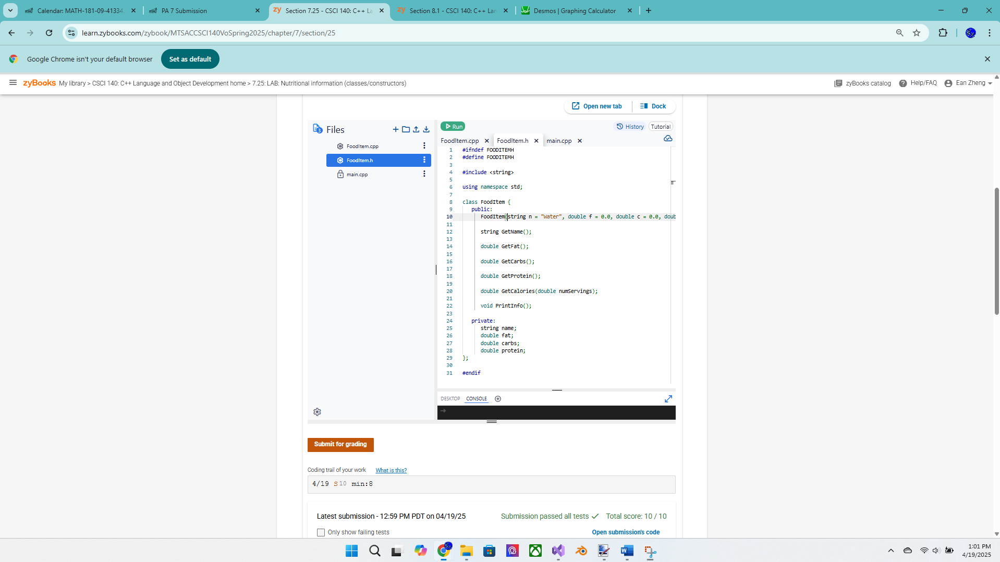 Calendar: MATH-181-09-41334
PA 7 Submission
zy Section 7.25 - CSCI 140: C++ La
zy Section 8.1 - CSCI 140: C++ Lan
Desmos | Graphing Calculator
learn.zybooks.com/zybook/MTSACCSCI140VoSpring2025/chapter/7/section/25
Google Chrome isn't your default browser
Set as default
zyBooks My library > CSCI 140: C++ Language and Object Development home > 7.25: LAB: Nutritional information (classes/constructors)
zyBooks catalog
Help/FAQ
Ean Zheng
Open new tab
Dock
3 Files
FoodItem.cpp
FoodItem.h
main.cpp
Run
History
Tutorial
FoodItem.cpp
FoodItem.h
main.cpp
1 #ifndef FOODITEMH
2 #define FOODITEMH
3
4 #include <string>
5
6 using namespace std;
7
8 class FoodItem {
9 public:
10 FoodItem(string n = "Water", double f = 0.0, double c = 0.0, doub
11
12 string GetName();
13
14 double GetFat();
15
16 double GetCarbs();
17
18 double GetProtein();
19
20 double GetCalories(double numServings);
21
22 void PrintInfo();
23
24 private:
25 string name;
26 double fat;
27 double carbs;
28 double protein;
29 };
30
31 #endif
DESKTOP
CONSOLE
Submit for grading
Coding trail of your work
What is this?
4/19 S10 min:8
Latest submission - 12:59 PM PDT on 04/19/25
Submission passed all tests
Total score: 10 / 10
Only show failing tests
Open submission's code
1:01 PM
4/19/2025